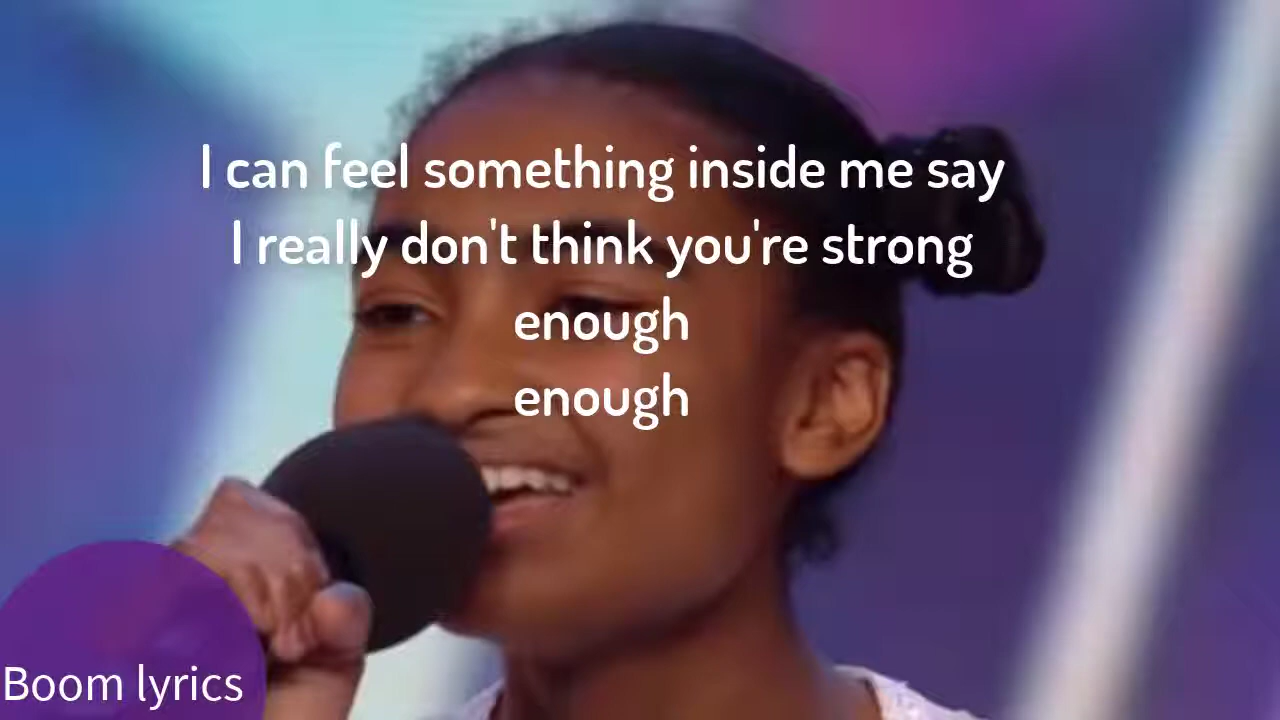 I can feel something inside me say
I really don't think you're strong
enough
enough
Boom lyrics